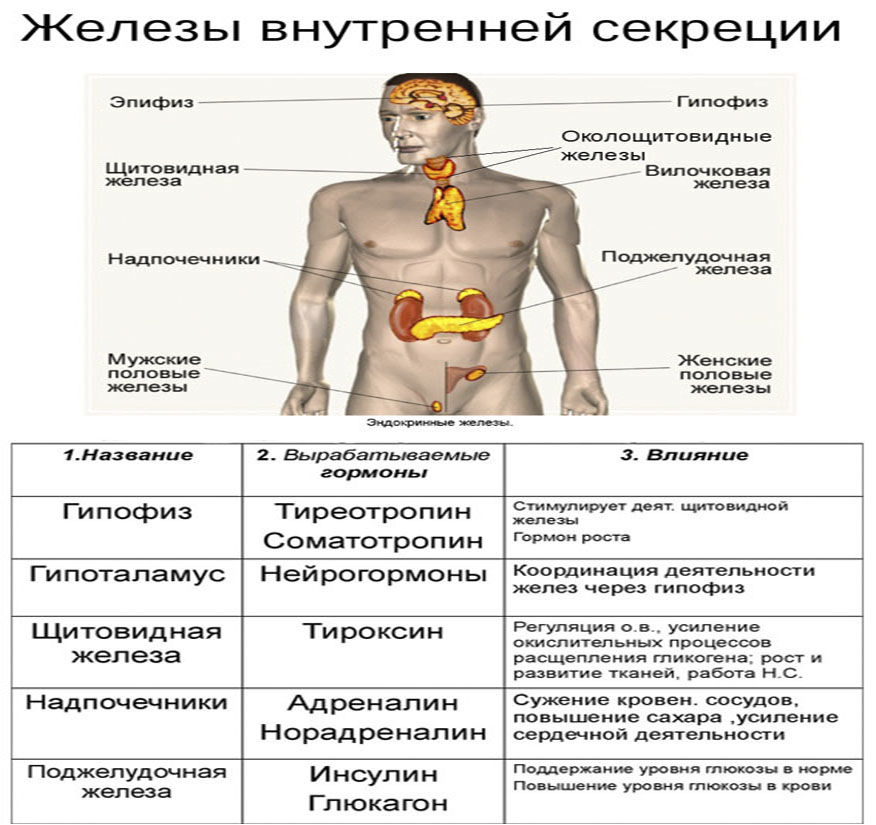 Железы внутренней секреции
Эпифиз
Гипофиз
Околощитовидные
железы
Щитовидная
железа
Вилочковая
железа
Надпочечники
Поджелудочная
железа
Мужские
половые
железы
Женские
половые
железы
Эндокринные железы.
1.Название
2. Вырабатываемые
гормоны
3. Влияние
Гипофиз
Тиреотропин
Соматотропин
Стимулирует деят. щитовидной
железы
Гормон роста
Гипоталамус
Нейрогормоны
Координация деятельности
желез через гипофиз
Щитовидная
железа
Тироксин
Регуляция о.в., усиление
окислительных процессов
расщепления гликогена; рост и
развитие тканей, работа Н.С.
Надпочечники
Адреналин
Норадреналин
Сужение кровен. сосудов,
повышение сахара ,усиление
сердечной деятельности
Поджелудочная
железа
Инсулин
Глюкагон
Поддержание уровня глюкозы в норме
Повышение уровня глюкозы в крови